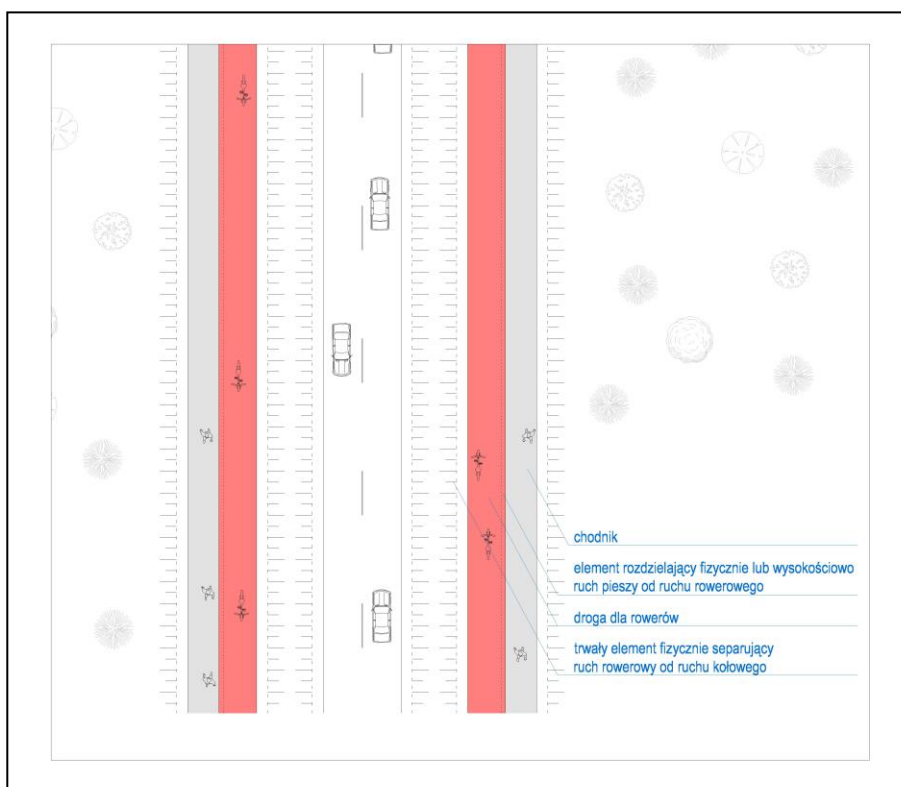 chodnik
element rozdzielający fizycznie lub wysokościowo
ruch pieszy od ruchu rowerowego
droga dla rowerów
trwały element fizycznie separujący
ruch rowerowy od ruchu kołowego